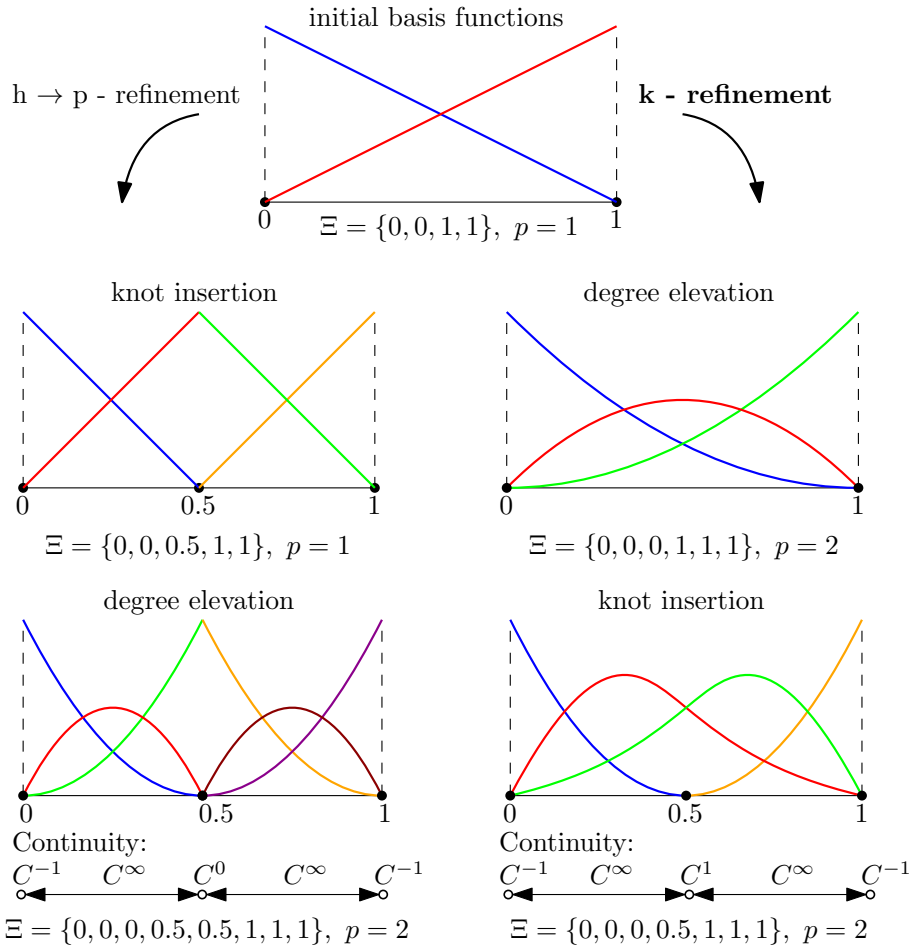 initial basis functions
h → p - refinement
k - refinement
0 1
Ξ = {0, 0, 1, 1}, p = 1
knot insertion
0 0.5 1
Ξ = {0, 0, 0.5, 1, 1}, p = 1
degree elevation
0 1
Ξ = {0, 0, 0, 1, 1, 1}, p = 2
degree elevation
0 0.5 1
Continuity:
C⁻¹ C^∞ C⁰ C^∞ C⁻¹
Ξ = {0, 0, 0, 0.5, 0.5, 1, 1, 1}, p = 2
knot insertion
0 0.5 1
Continuity:
C⁻¹ C^∞ C¹ C^∞ C⁻¹
Ξ = {0, 0, 0, 0.5, 1, 1, 1}, p = 2